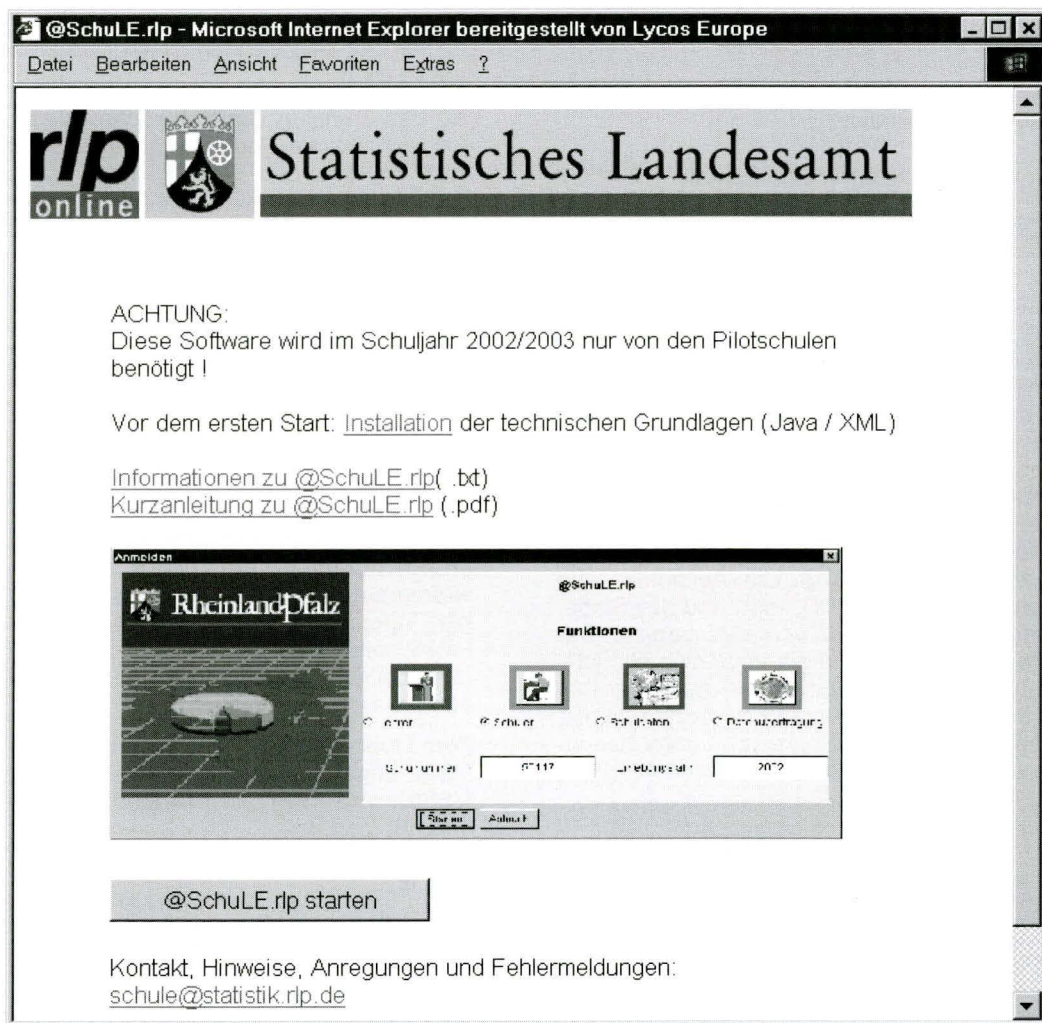 @SchuLE.rlp - Microsoft Internet Explorer bereitgestellt von Lycos Europe
Datei Bearbeiten Ansicht Favoriten Extras ?
rlp
online
Statistisches Landesamt
ACHTUNG:
Diese Software wird im Schuljahr 2002/2003 nur von den Pilotschulen
benötigt !
Vor dem ersten Start: Installation der technischen Grundlagen (Java / XML)
Informationen zu @SchuLE.rlp( .txt)
Kurzanleitung zu @SchuLE.rlp (.pdf)
Anmelden
RheinlandPfalz
@SchuLE.rlp
Funktionen
Schüler Datenübertragung
2002
@SchuLE.rlp starten
Kontakt, Hinweise, Anregungen und Fehlermeldungen:
schule@statistik.rlp.de